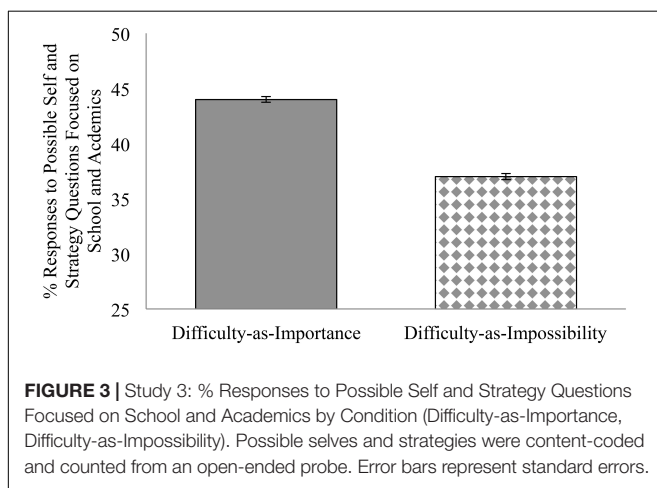 % Responses to Possible Self and
Strategy Questions Focused on
School and Acdemics
50
45
40
35
30
25
Difficulty-as-Importance
Difficulty-as-Impossibility
FIGURE 3 | Study 3: % Responses to Possible Self and Strategy Questions
Focused on School and Academics by Condition (Difficulty-as-Importance,
Difficulty-as-Impossibility). Possible selves and strategies were content-coded
and counted from an open-ended probe. Error bars represent standard errors.